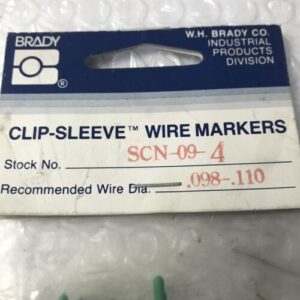 BRADY
®
W.H. BRADY CO.
INDUSTRIAL
PRODUCTS
DIVISION
CLIP-SLEEVE™ WIRE MARKERS
Stock No. SCN-09-4
Recommended Wire Dia. .098-.110